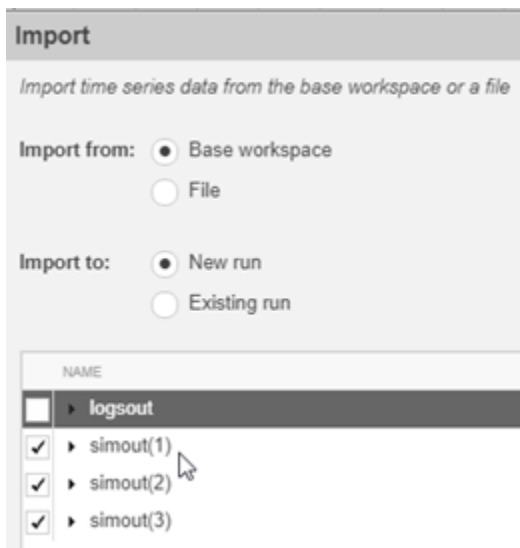 Import
Import time series data from the base workspace or a file
Import from: Base workspace
File
Import to: New run
Existing run
NAME
logsout
simout(1)
simout(2)
simout(3)